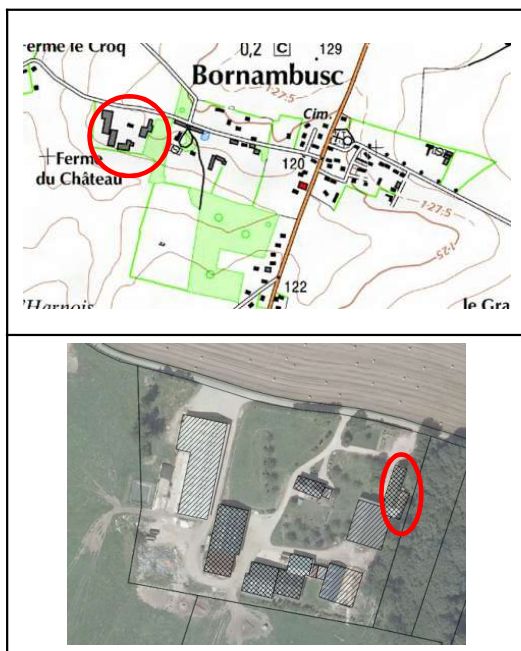 erme le Croq
0,2 C 129
Bornambusc
127.5
Cim.
Ferme
du Château
120
127.5
125
122
l'Harnois
le Gra